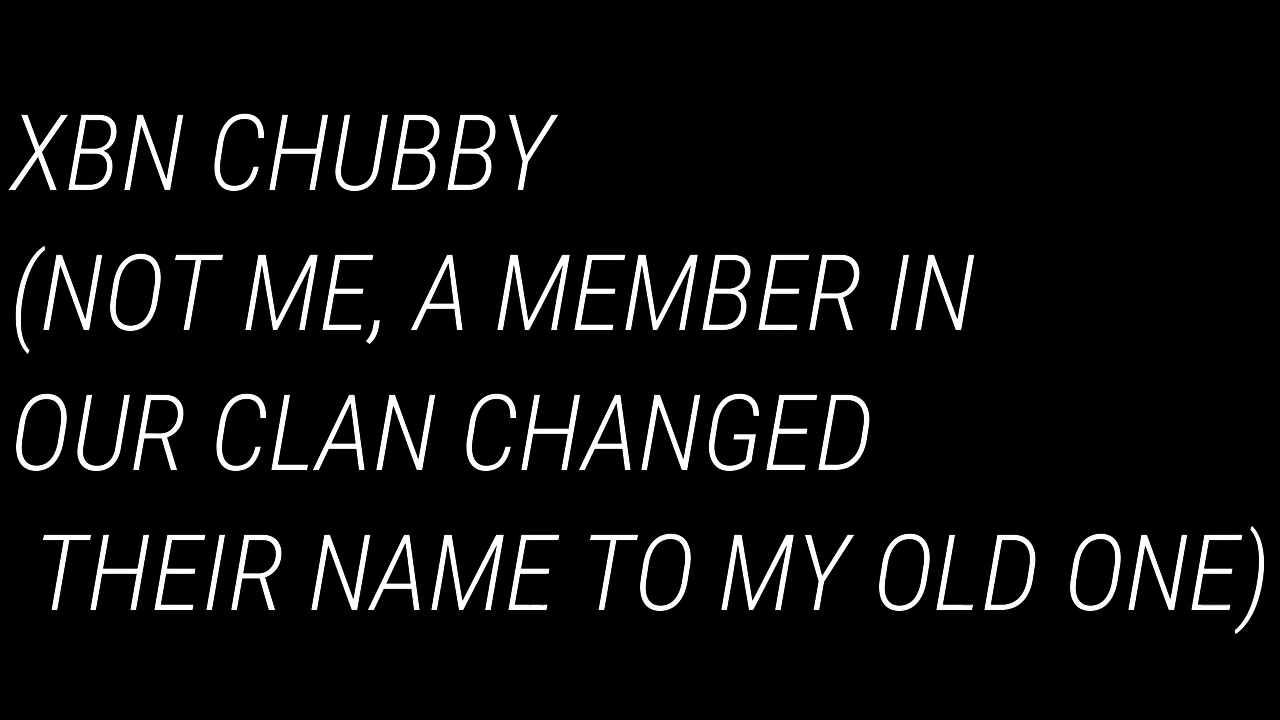 XBN CHUBBY
(NOT ME, A MEMBER IN
OUR CLAN CHANGED
THEIR NAME TO MY OLD ONE)